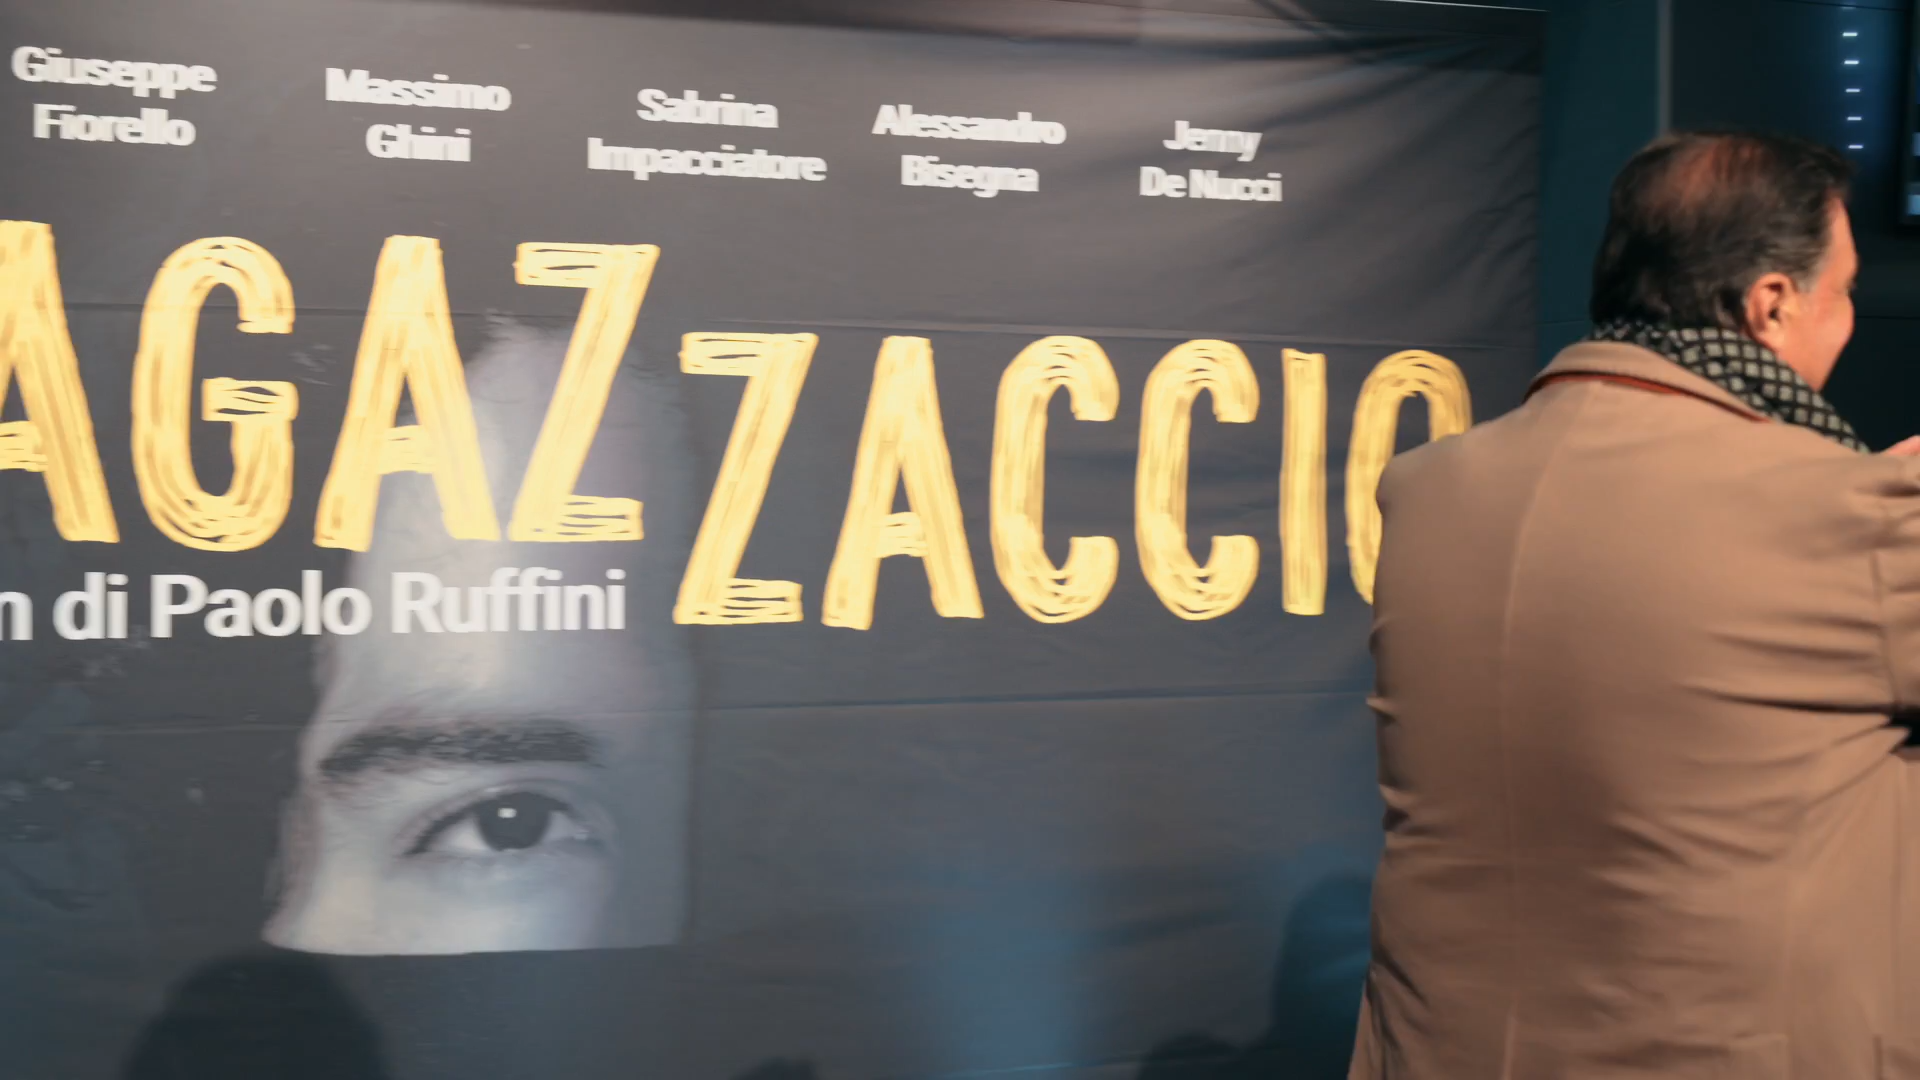 Giuseppe
Fiorello
Massimo
Ghini
Sabrina
Impacciatore
Alessandro
Bisegna
Jenny
De Nucci
AGAZZACCIO
n di Paolo Ruffini